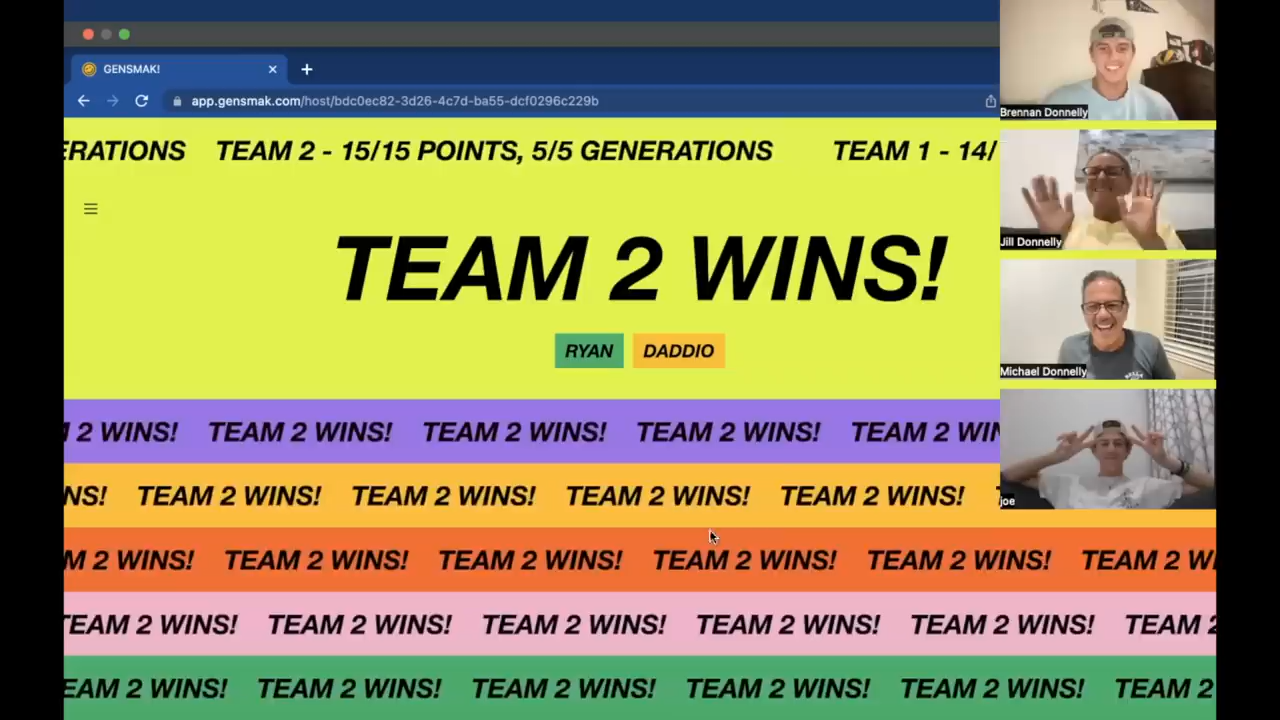 GENSMAK!
app.gensmak.com/host/bdc0ec82-3d26-4c7d-ba55-dcf0296c229b
ERATIONS TEAM 2 - 15/15 POINTS, 5/5 GENERATIONS TEAM 1 - 14/
TEAM 2 WINS!
RYAN DADDIO
2 WINS! TEAM 2 WINS! TEAM 2 WINS! TEAM 2 WINS! TEAM 2 WIN
NS! TEAM 2 WINS! TEAM 2 WINS! TEAM 2 WINS! TEAM 2 WINS!
M 2 WINS! TEAM 2 WINS! TEAM 2 WINS! TEAM 2 WINS! TEAM 2 WINS! TEAM 2 WI
TEAM 2 WINS! TEAM 2 WINS! TEAM 2 WINS! TEAM 2 WINS! TEAM 2 WINS! TEAM 2
EAM 2 WINS! TEAM 2 WINS! TEAM 2 WINS! TEAM 2 WINS! TEAM 2 WINS! TEAM 2
Brennan Donnelly
Jill Donnelly
Michael Donnelly
joe